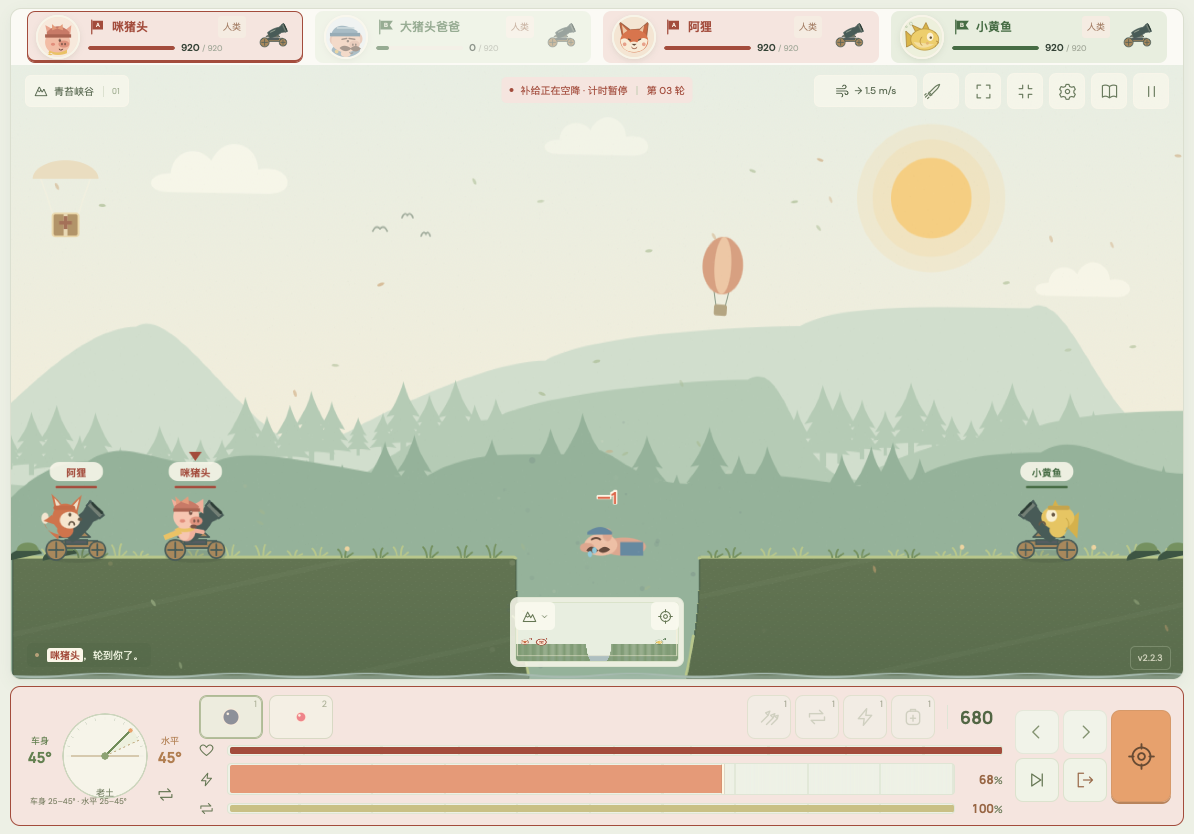 A 咪猪头 人类
920 / 920
B 大猪头爸爸 人类
0 / 920
A 阿狸 人类
920 / 920
B 小黄鱼 人类
920 / 920
青苔峡谷 01
补给正在空降 · 计时暂停 第 03 轮
→ 1.5 m/s
阿狸
咪猪头
小黄鱼
−1
咪猪头，轮到你了。
v2.2.3
车身
45°
水平
45°
老土
车身 25–45° · 水平 25–45°
1
2
1
1
1
1
680
68%
100%